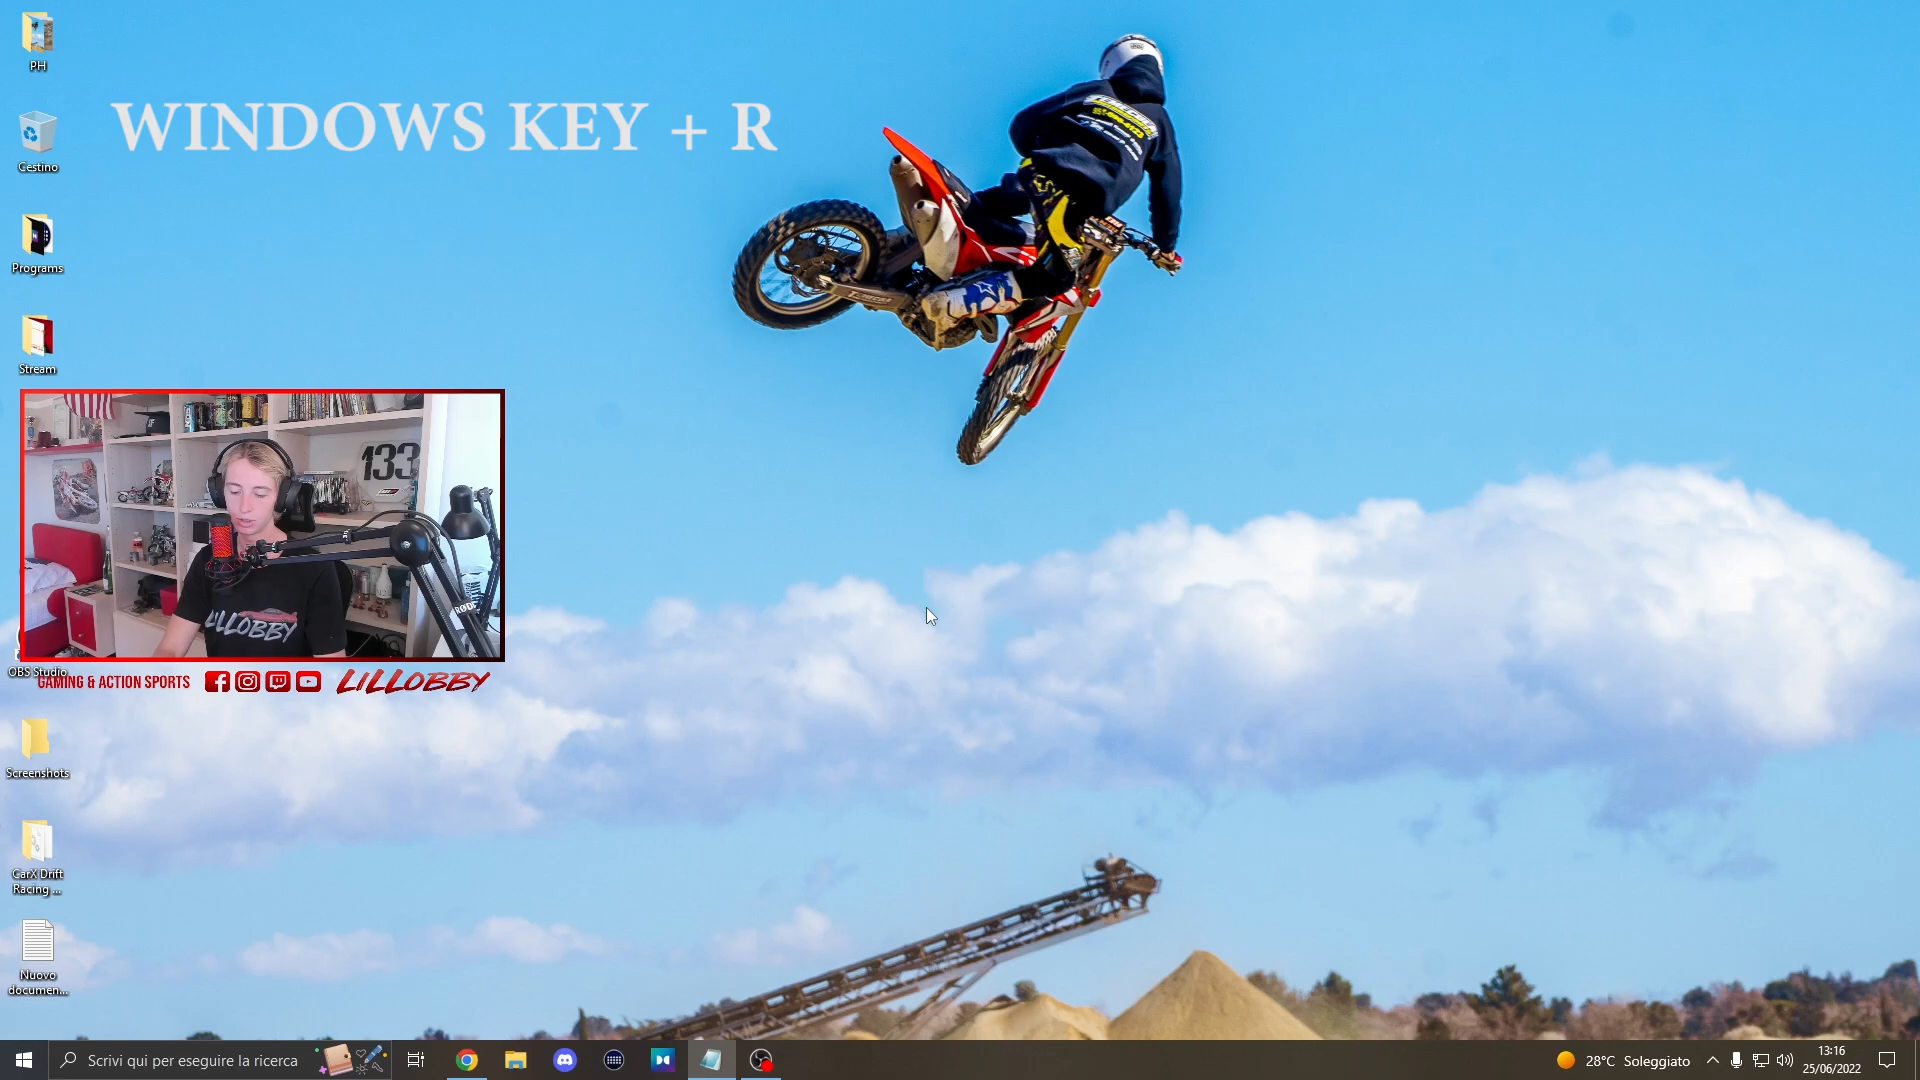 PH
WINDOWS KEY + R
Cestino
Programs
Stream
133
LILLOBBY
RØDE
OBS Studio
GAMING & ACTION SPORTS
LILLOBBY
Screenshots
CarX Drift
Racing ...
Nuovo
documen...
Scrivi qui per eseguire la ricerca
28°C Soleggiato
13:16
25/06/2022